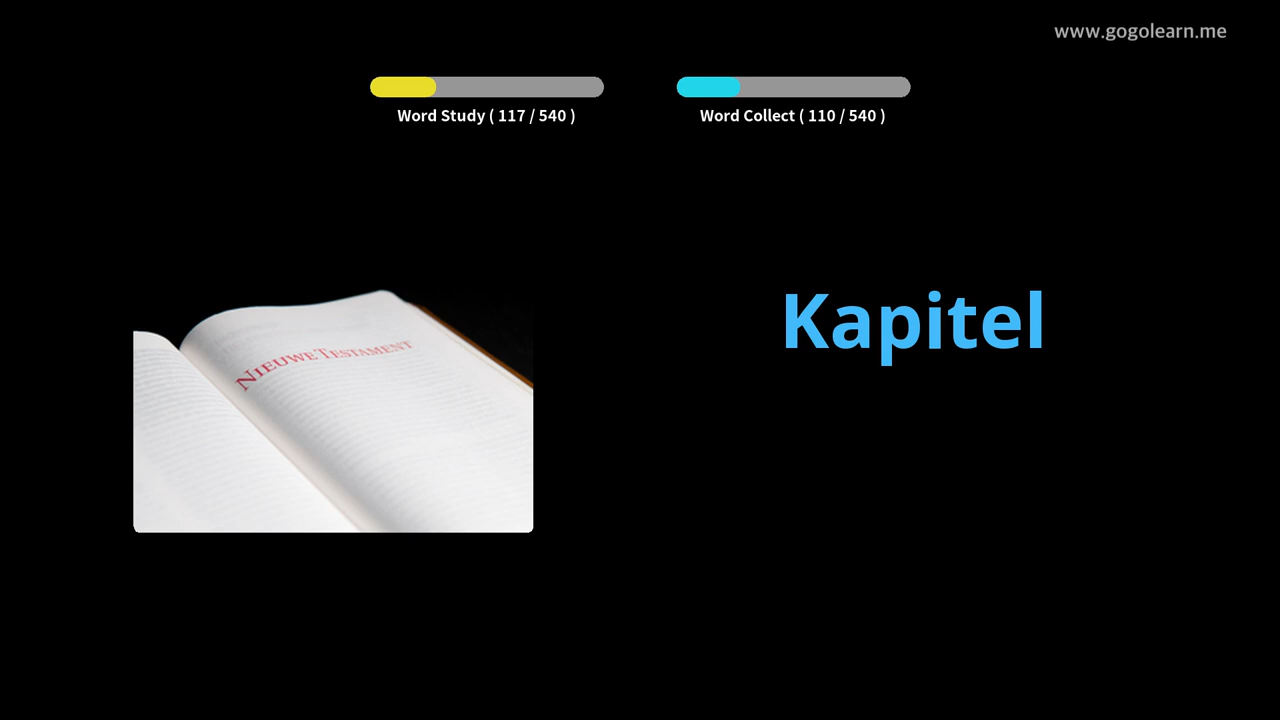 www.gogolearn.me
Word Study ( 117 / 540 )
Word Collect ( 110 / 540 )
Kapitel
NIEUWE TESTAMENT